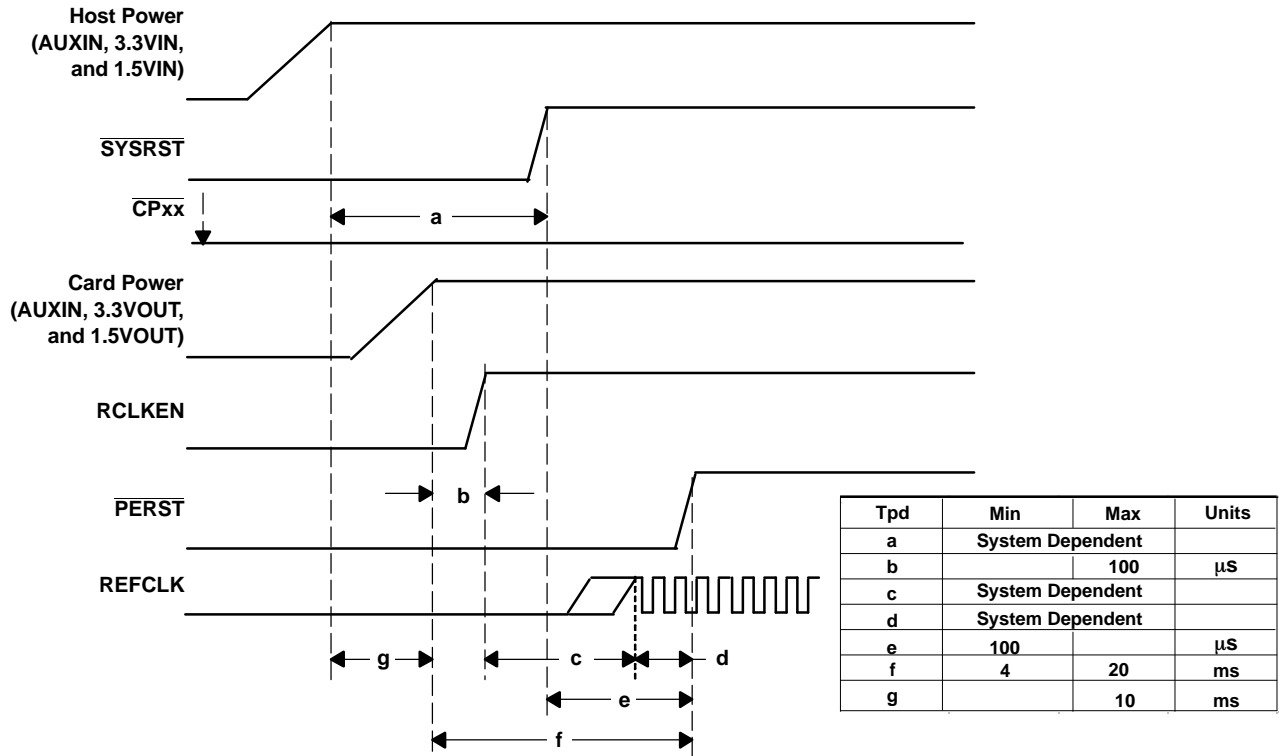 Host Power
(AUXIN, 3.3VIN,
and 1.5VIN)
SYSRST
CPxx
a
Card Power
(AUXIN, 3.3VOUT,
and 1.5VOUT)
RCLKEN
b
PERST
REFCLK
g
c
d
e
f
Tpd Min Max Units
a System Dependent
b 100 μs
c System Dependent
d System Dependent
e 100 μs
f 4 20 ms
g 10 ms